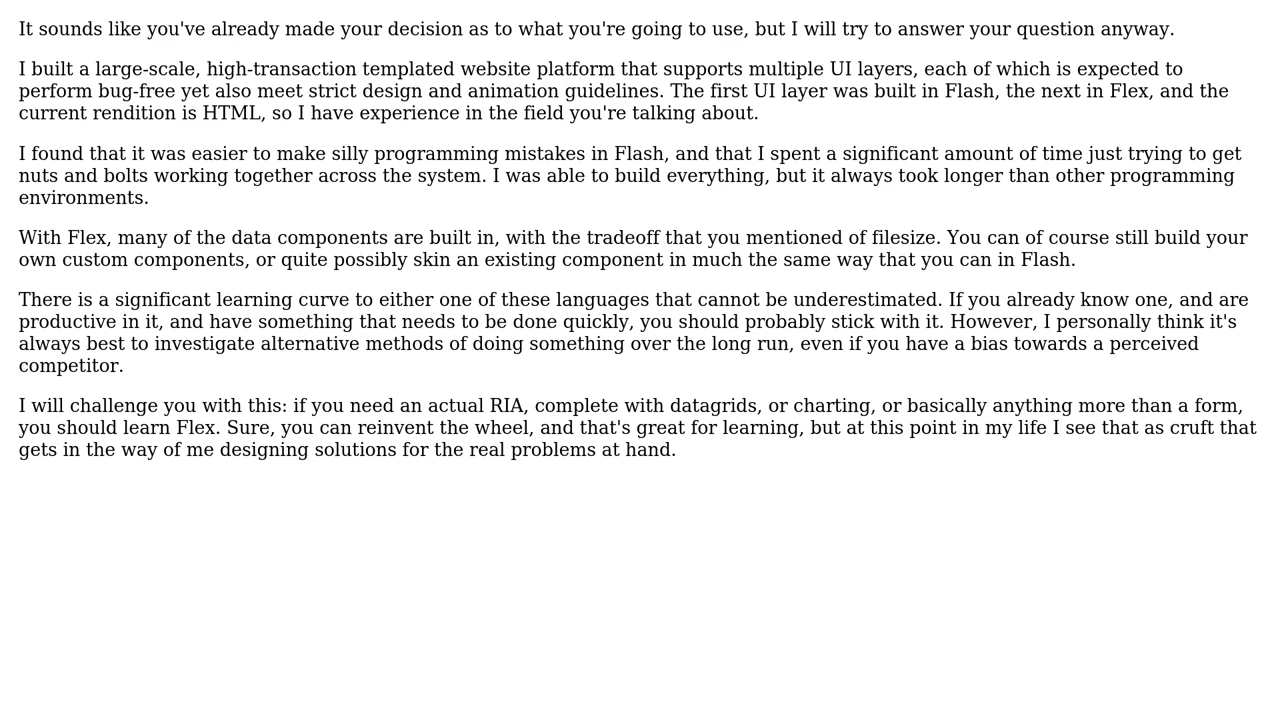 It sounds like you've already made your decision as to what you're going to use, but I will try to answer your question anyway.
I built a large-scale, high-transaction templated website platform that supports multiple UI layers, each of which is expected to
perform bug-free yet also meet strict design and animation guidelines. The first UI layer was built in Flash, the next in Flex, and the
current rendition is HTML, so I have experience in the field you're talking about.
I found that it was easier to make silly programming mistakes in Flash, and that I spent a significant amount of time just trying to get
nuts and bolts working together across the system. I was able to build everything, but it always took longer than other programming
environments.
With Flex, many of the data components are built in, with the tradeoff that you mentioned of filesize. You can of course still build your
own custom components, or quite possibly skin an existing component in much the same way that you can in Flash.
There is a significant learning curve to either one of these languages that cannot be underestimated. If you already know one, and are
productive in it, and have something that needs to be done quickly, you should probably stick with it. However, I personally think it's
always best to investigate alternative methods of doing something over the long run, even if you have a bias towards a perceived
competitor.
I will challenge you with this: if you need an actual RIA, complete with datagrids, or charting, or basically anything more than a form,
you should learn Flex. Sure, you can reinvent the wheel, and that's great for learning, but at this point in my life I see that as cruft that
gets in the way of me designing solutions for the real problems at hand.